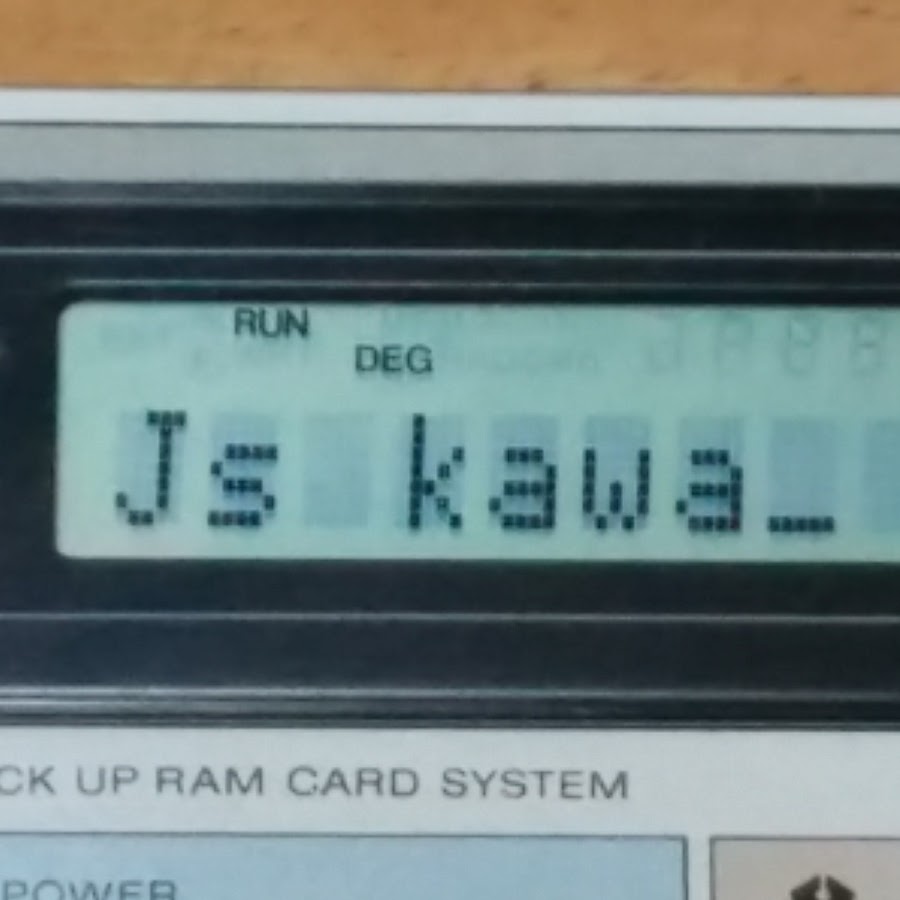 RUN
DEG
Js kawa_
CK UP RAM CARD SYSTEM
POWER